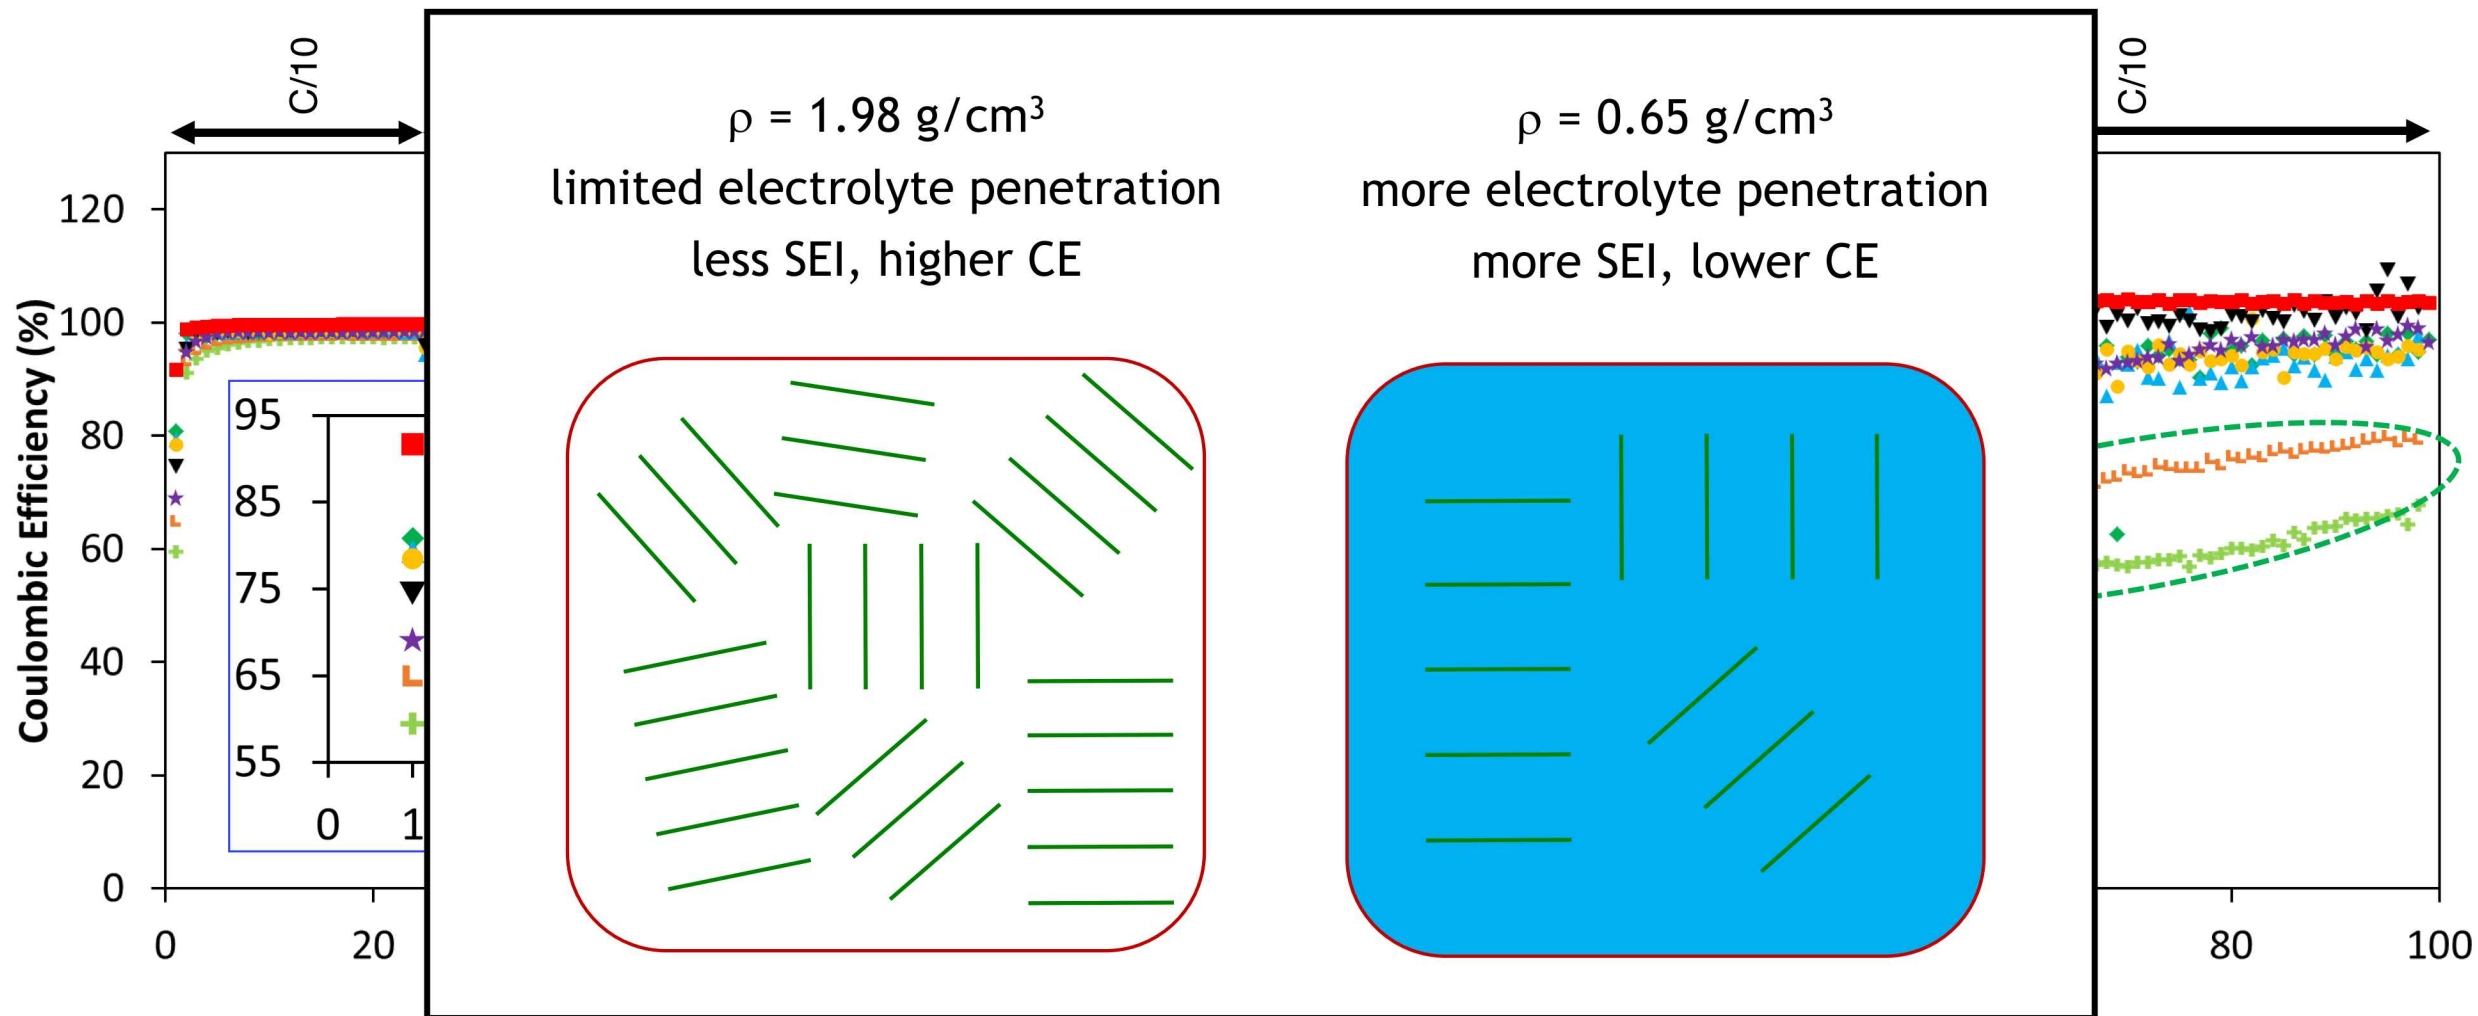 C/10
C/10
ρ = 1.98 g/cm³
limited electrolyte penetration
less SEI, higher CE
ρ = 0.65 g/cm³
more electrolyte penetration
more SEI, lower CE
Coulombic Efficiency (%)
120
100
80
60
40
20
0
95
85
75
65
55
0
1
0
20
80
100